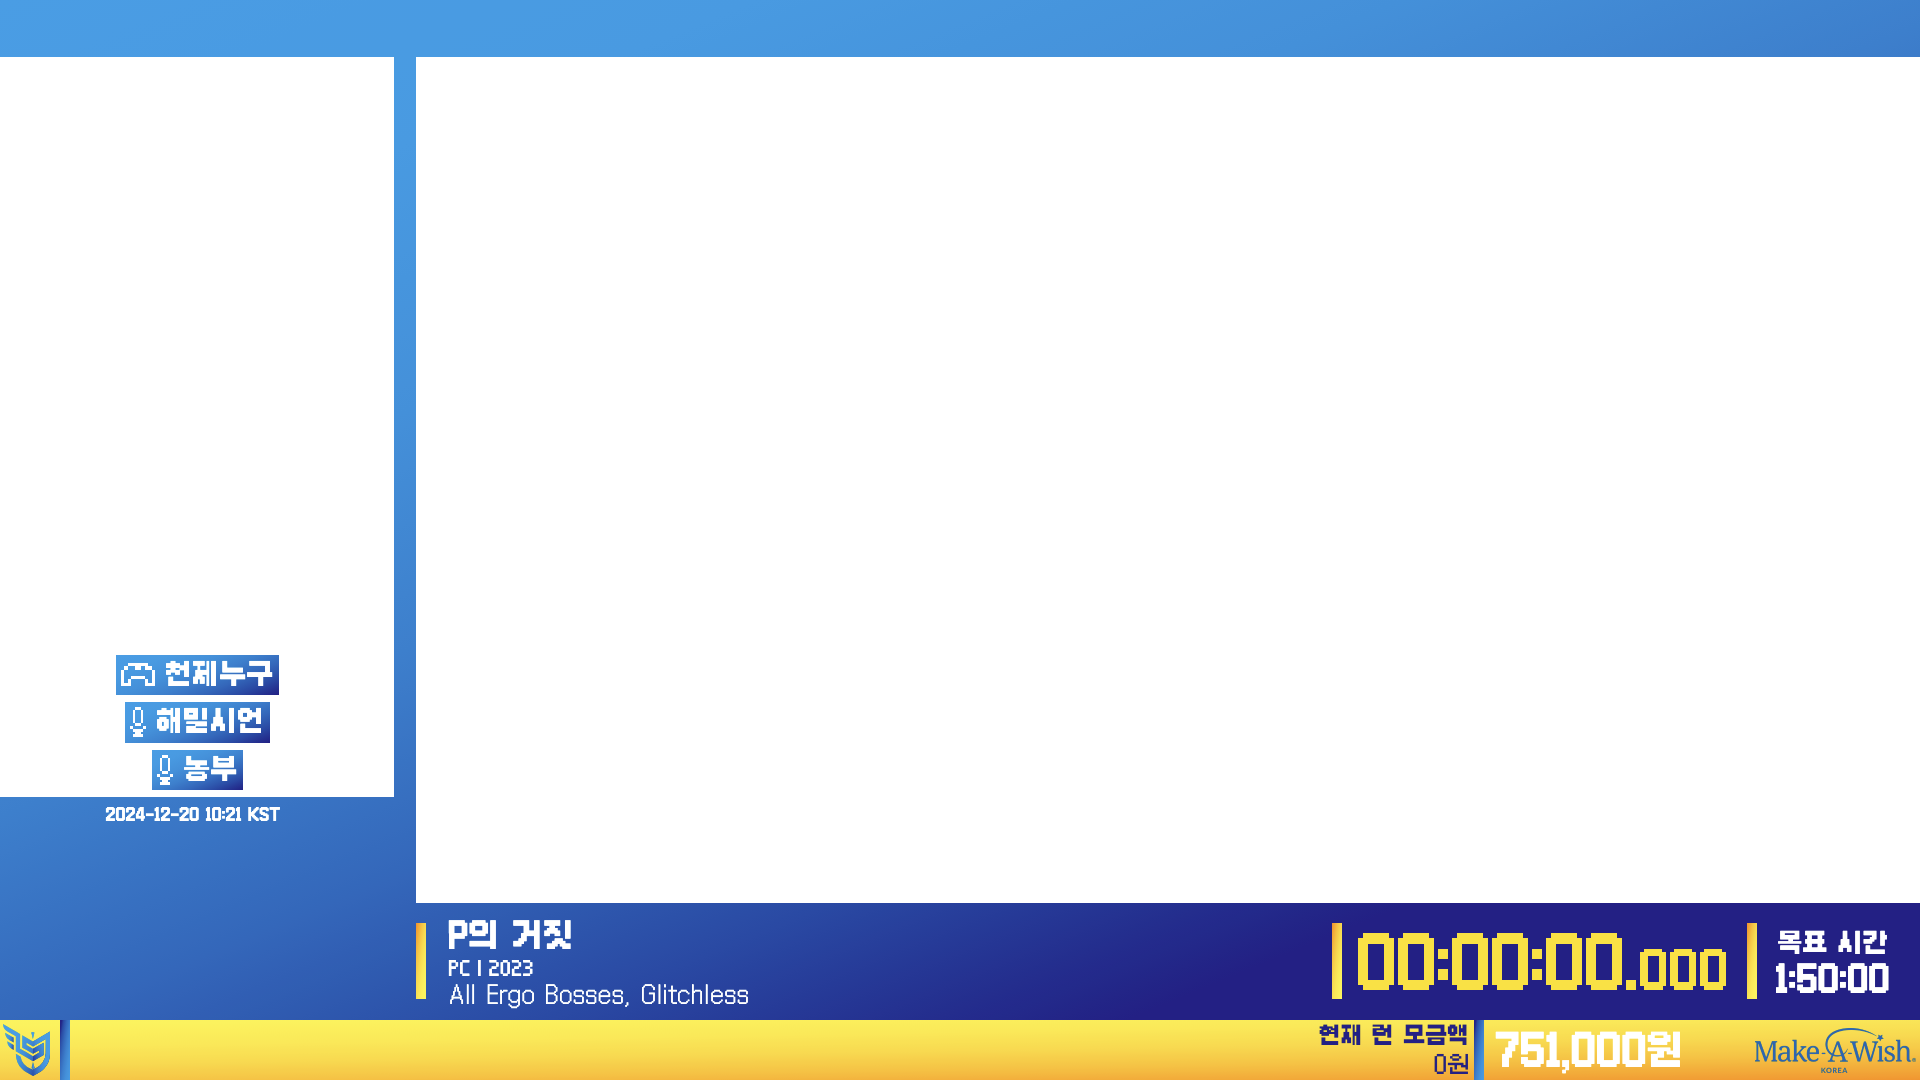 천제누구
해밀시언
농부
2024-12-20 10:21 KST
P의 거짓
PC | 2023
All Ergo Bosses, Glitchless
00:00:00.000
목표 시간
1:50:00
현재 런 모금액
0원
751,000원
Make-A-Wish.
KOREA